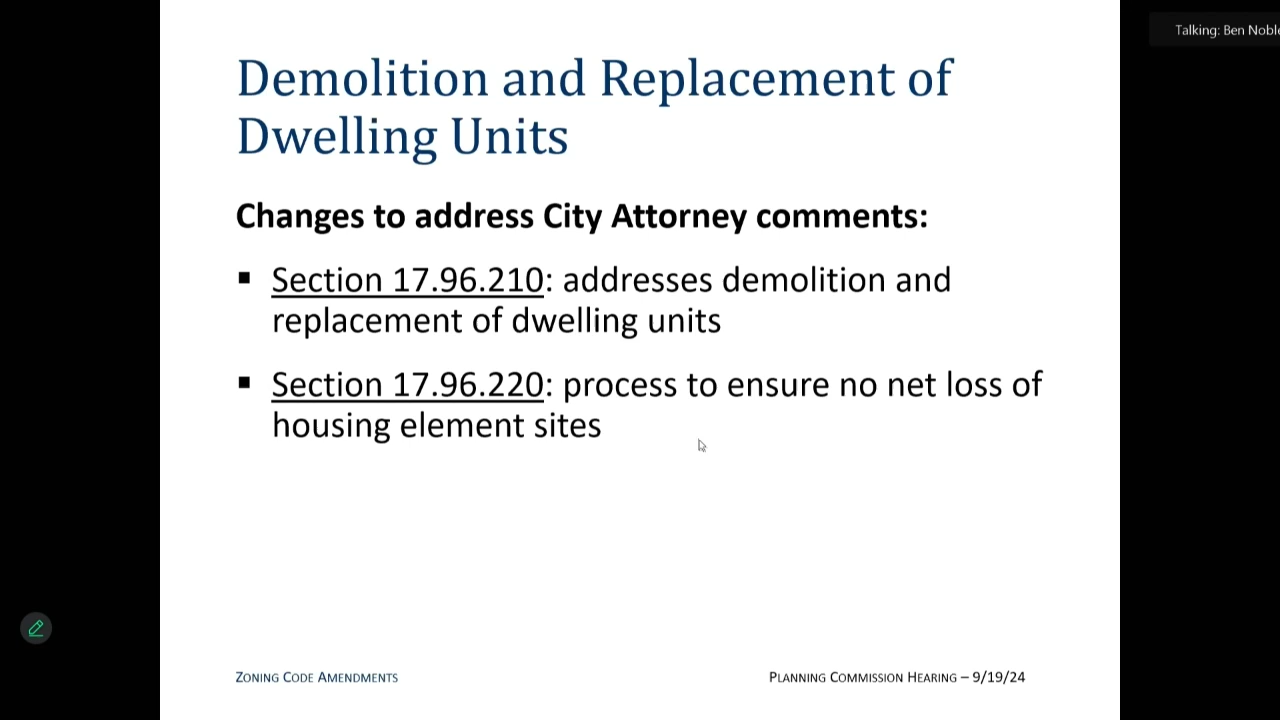 Talking: Ben Noble
Demolition and Replacement of
Dwelling Units
Changes to address City Attorney comments:
▪ Section 17.96.210: addresses demolition and
replacement of dwelling units
▪ Section 17.96.220: process to ensure no net loss of
housing element sites
ZONING CODE AMENDMENTS
PLANNING COMMISSION HEARING – 9/19/24